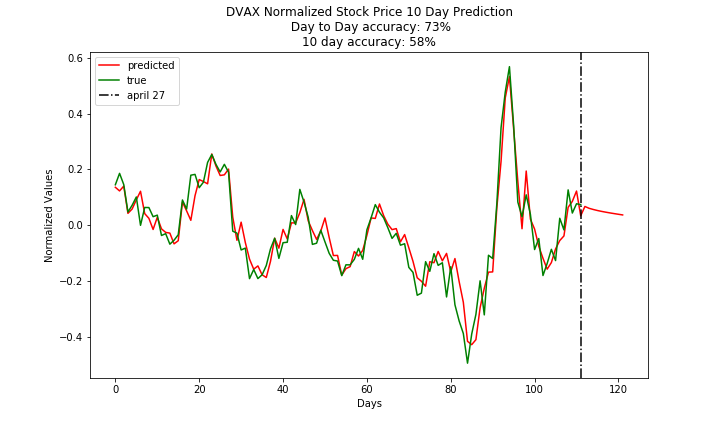 DVAX Normalized Stock Price 10 Day Prediction
Day to Day accuracy: 73%
10 day accuracy: 58%
predicted
true
april 27
Normalized Values
0.6
0.4
0.2
0.0
−0.2
−0.4
0 20 40 60 80 100 120
Days